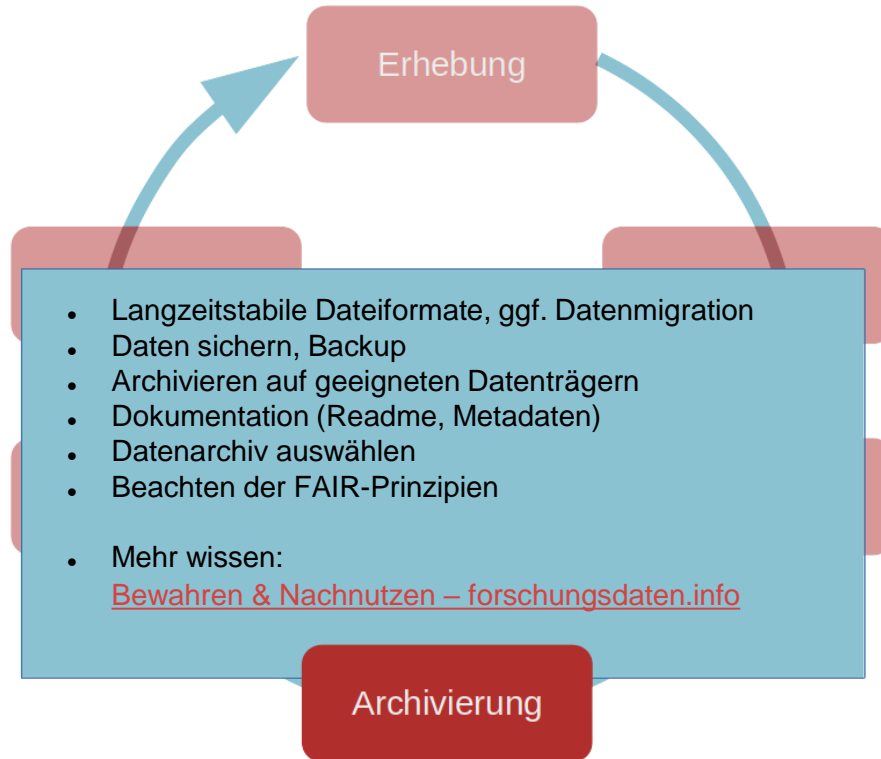 Erhebung
Langzeitstabile Dateiformate, ggf. Datenmigration
Daten sichern, Backup
Archivieren auf geeigneten Datenträgern
Dokumentation (Readme, Metadaten)
Datenarchiv auswählen
Beachten der FAIR-Prinzipien
Mehr wissen:
Bewahren & Nachnutzen – forschungsdaten.info
Archivierung